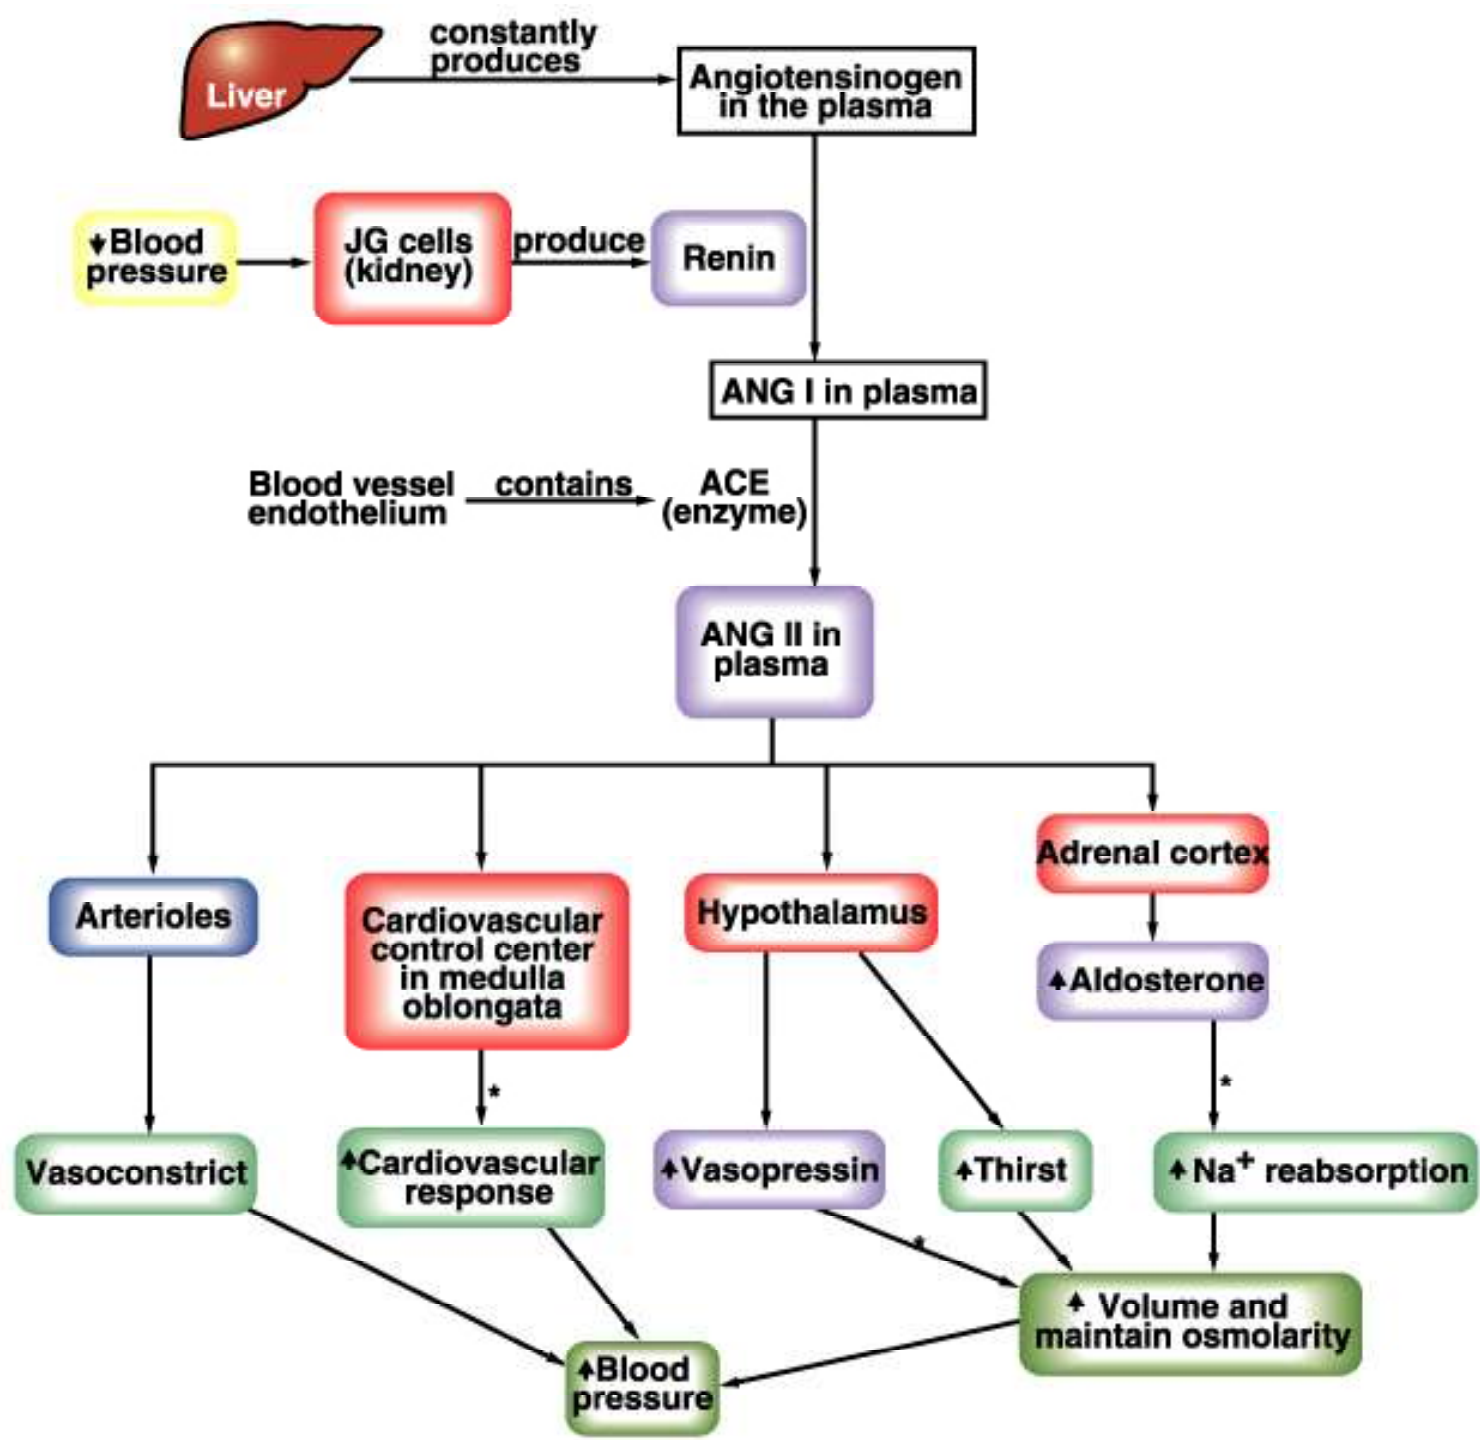 constantly
produces
Liver
Angiotensinogen
in the plasma
↓Blood
pressure
JG cells
(kidney)
produce
Renin
ANG I in plasma
Blood vessel
endothelium
contains
ACE
(enzyme)
ANG II in
plasma
Adrenal cortex
Arterioles
Cardiovascular
control center
in medulla
oblongata
Hypothalamus
↑Aldosterone
*
*
Vasoconstrict
↑Cardiovascular
response
↑Vasopressin
↑Thirst
↑Na⁺ reabsorption
*
↑ Volume and
maintain osmolarity
↑Blood
pressure